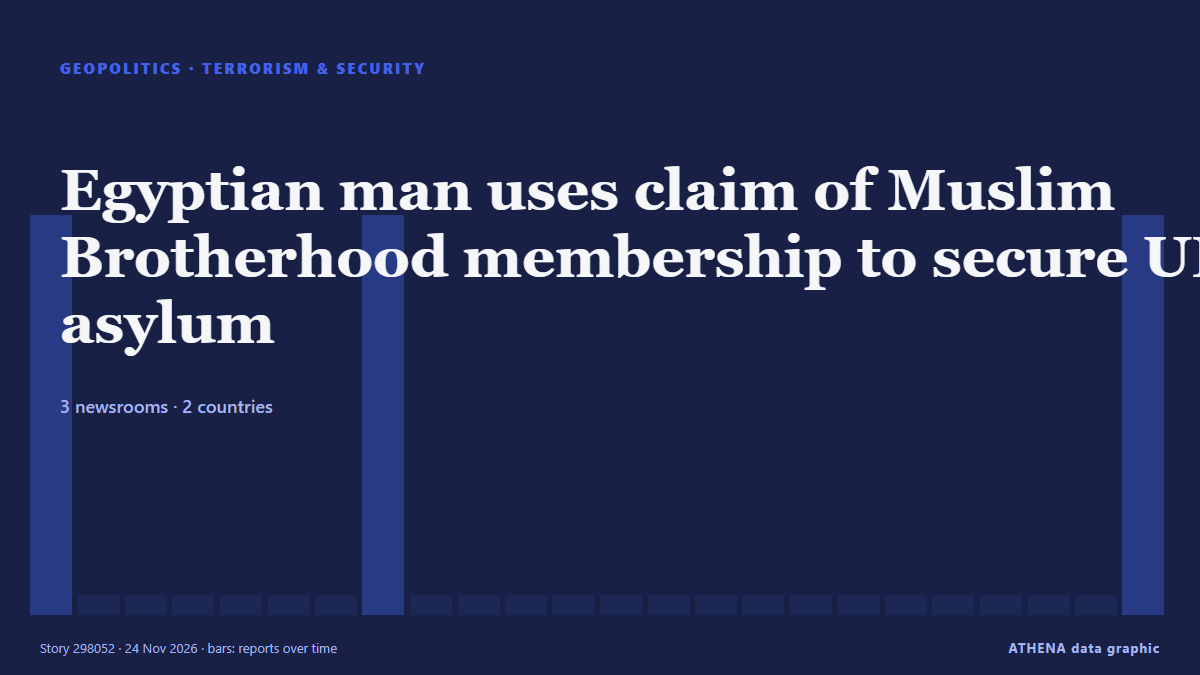 GEOPOLITICS · TERRORISM & SECURITY
Egyptian man uses claim of Muslim
Brotherhood membership to secure
asylum
3 newsrooms · 2 countries
Story 298052 · 24 Nov 2026 · bars: reports over time
ATHENA data graphic